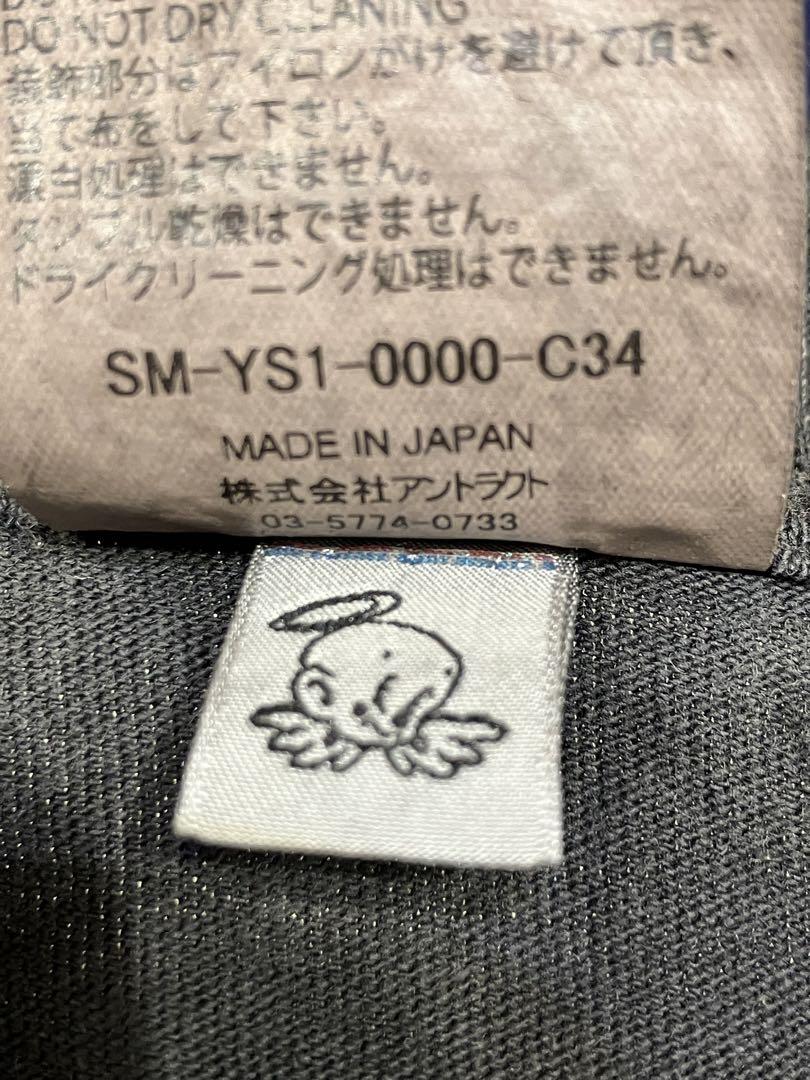 DO NOT DRY CLEANING
装飾部分はアイロンがけを避けて頂き、
当て布をして下さい。
漂白処理はできません。
タンブル乾燥はできません。
ドライクリーニング処理はできません。
SM-YS1-0000-C34
MADE IN JAPAN
株式会社アントラクト
03-5774-0733